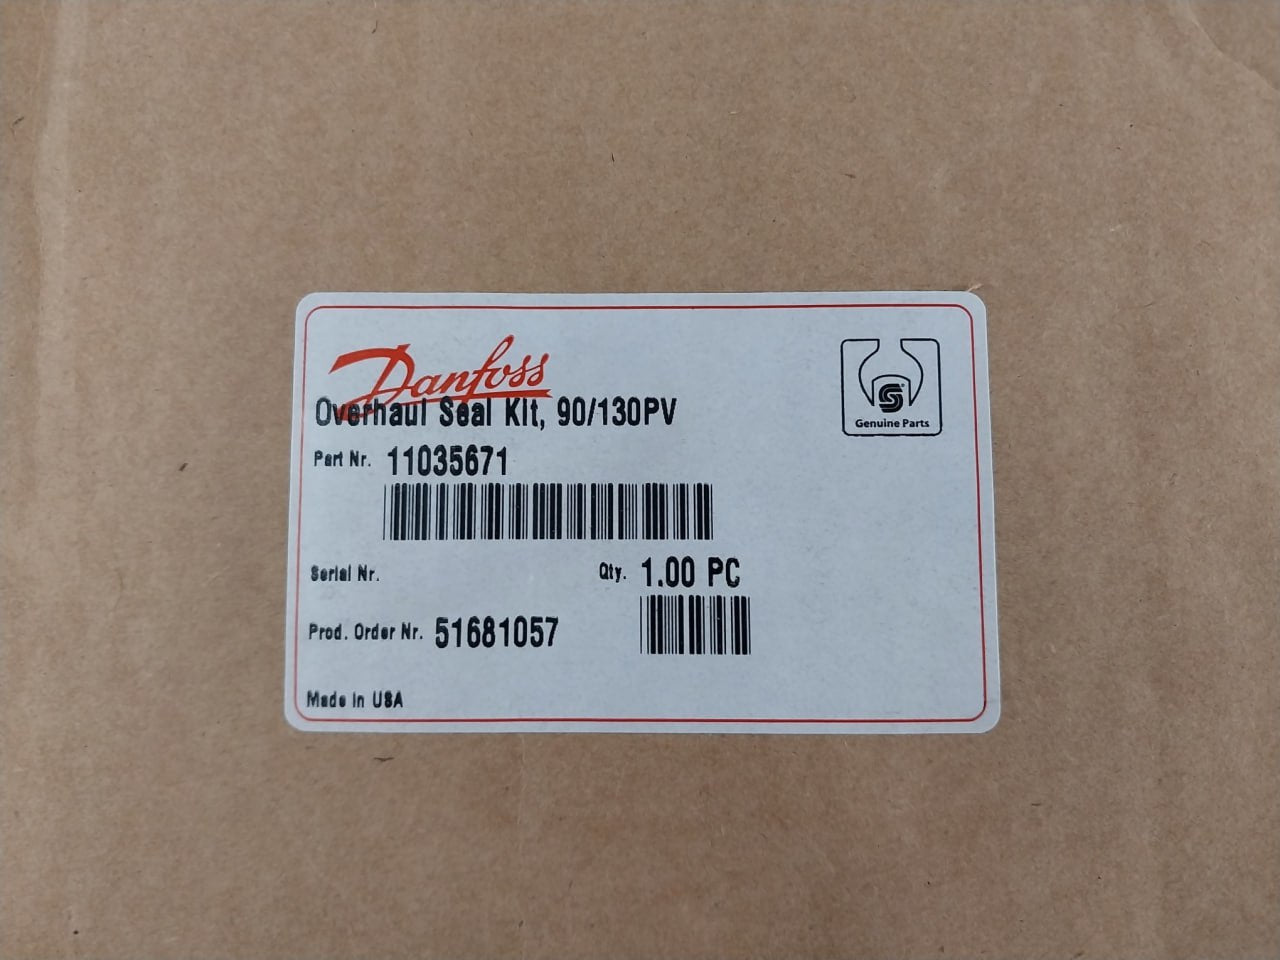 Danfoss
Overhaul Seal Kit, 90/130PV
Genuine Parts
Part Nr. 11035671
Serial Nr.
Qty. 1.00 PC
Prod. Order Nr. 51681057
Made in USA